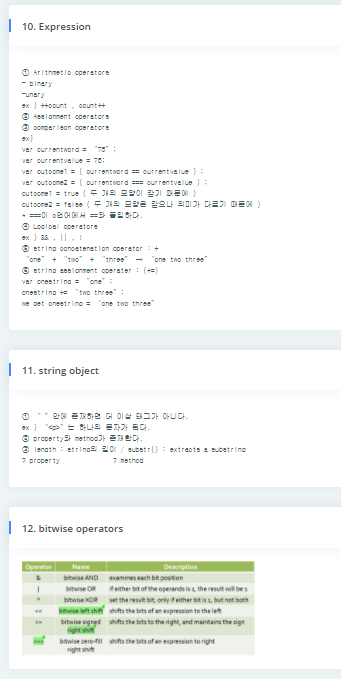 10. Expression
① Arithmetic operators
- binary
-unary
ex ) ++count , count++
② Assignment operators
③ comparison operators
ex)
var currentword = "75" ;
var currentvalue = 75;
var outcome1 = ( currentword == currentvalue ) ;
var outcome2 = ( currentword === currentvalue ) ;
outcome1 = true ( 두 개의 모양이 같기 때문에 )
outcome2 = false ( 두 개의 모양은 같으나 의미가 다르기 때문에 )
* ===이 c언어에서 ==와 동일하다.
④ Logical operators
ex ) && , || , !
⑤ string concatenation operator : +
"one" + "two" + "three" → "one two three"
⑥ string assignment operater : (+=)
var onestring = "one" ;
onestring += "two three" ;
we get onestring = "one two three"
11. string object
① " " 안에 존재하면 더 이상 태그가 아니다.
ex ) "<p>" 는 하나의 문자가 된다.
② property와 method가 존재한다.
③ length : string의 길이 / substr() : extracts a substring
? property ? method
12. bitwise operators
Operator Name Description
& bitwise AND examines each bit position
| bitwise OR if either bit of the operands is 1, the result will be 1
^ bitwise XOR set the result bit, only if either bit is 1, but not both
<< bitwise left shift shifts the bits of an expression to the left
>> bitwise signed right shift shifts the bits to the right, and maintains the sign
>>> bitwise zero-fill right shift shifts the bits of an expression to right